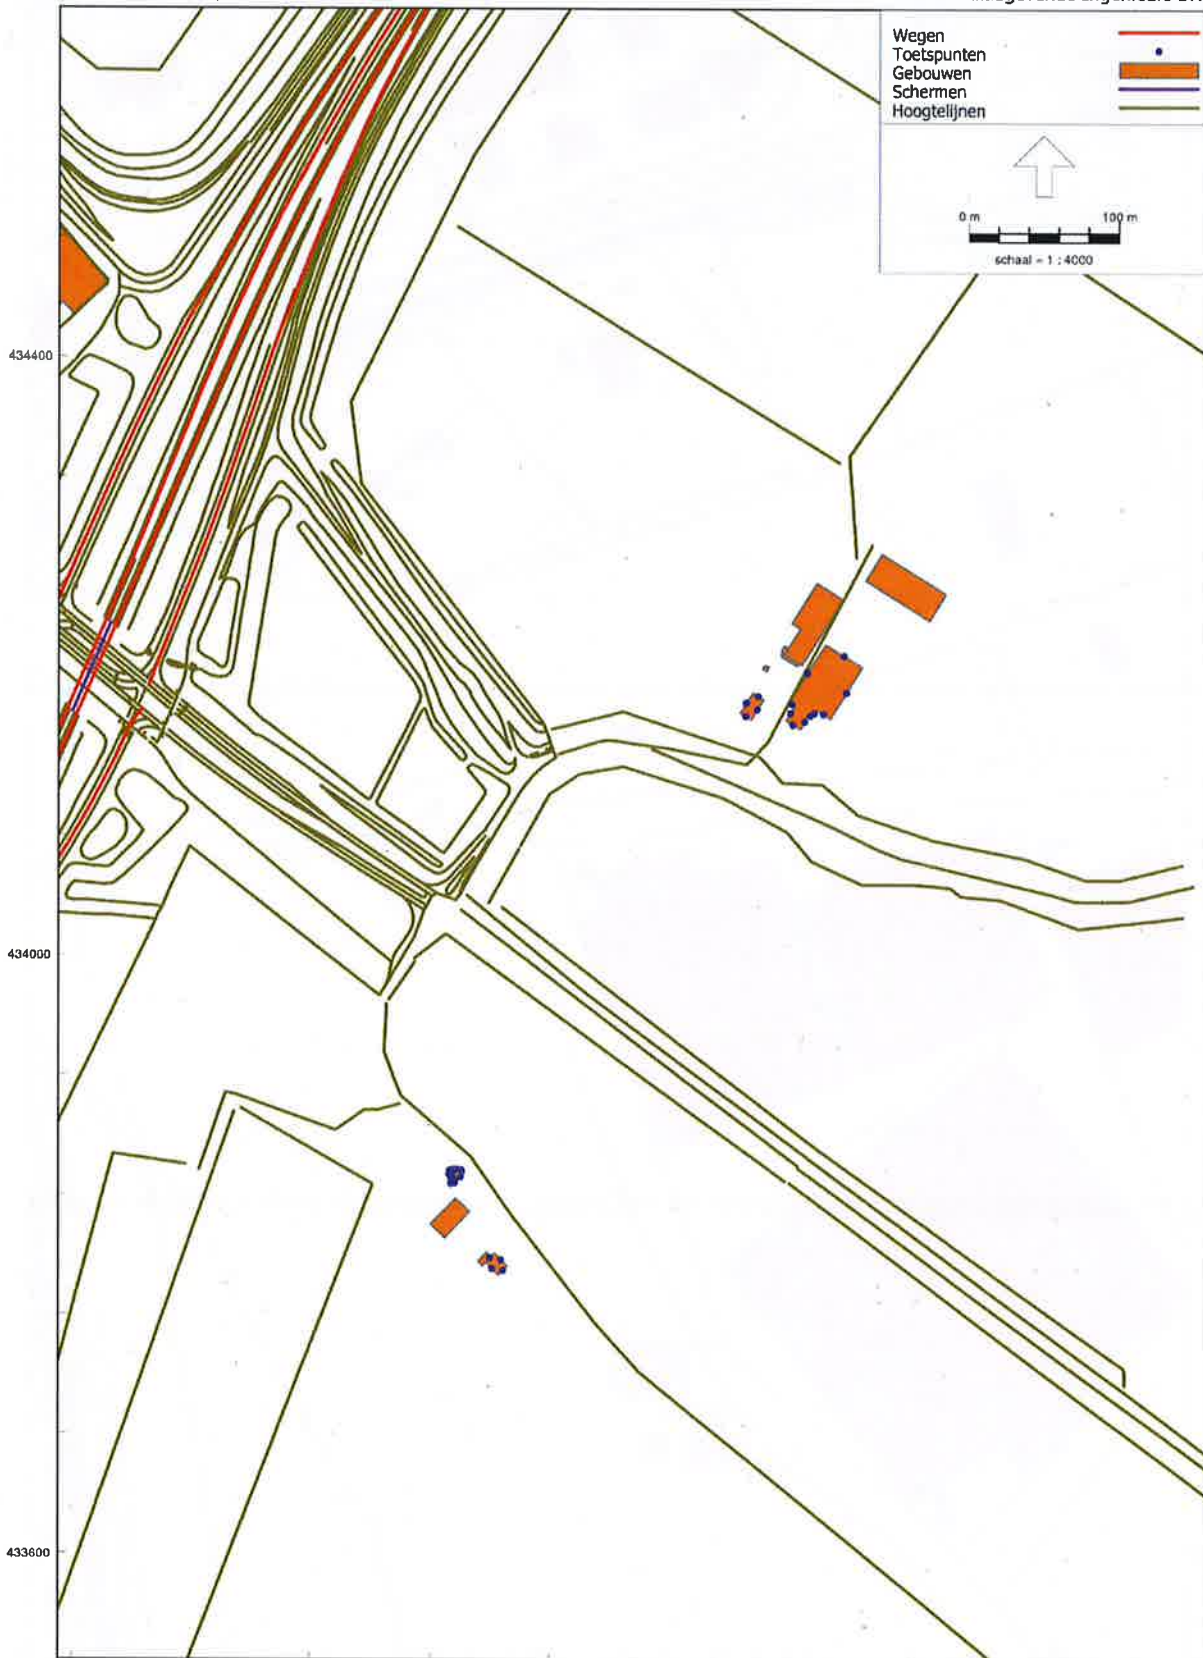 Wegen
Toetspunten
Gebouwen
Schermen
Hoogtelijnen
0 m 100 m
schaal = 1 : 4000
434400
434000
433600